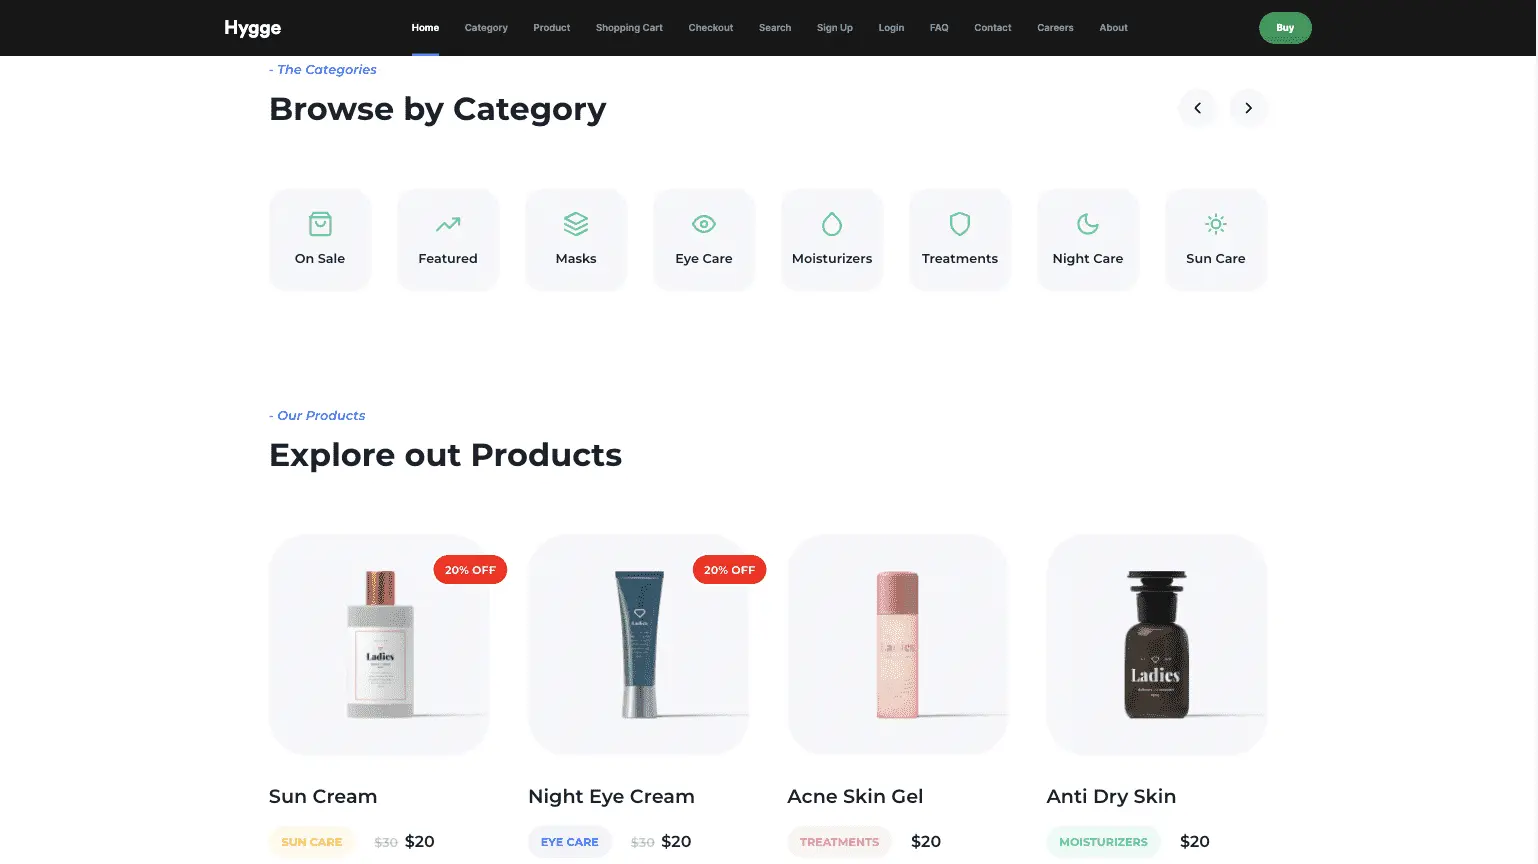 Hygge Home Category Product Shopping Cart Checkout Search Sign Up Login FAQ Contact Careers About Buy
- The Categories
Browse by Category
On Sale Featured Masks Eye Care Moisturizers Treatments Night Care Sun Care
- Our Products
Explore out Products
20% OFF 20% OFF
Ladies Ladies Ladies Ladies
Sun Cream Night Eye Cream Acne Skin Gel Anti Dry Skin
SUN CARE $30 $20 EYE CARE $30 $20 TREATMENTS $20 MOISTURIZERS $20